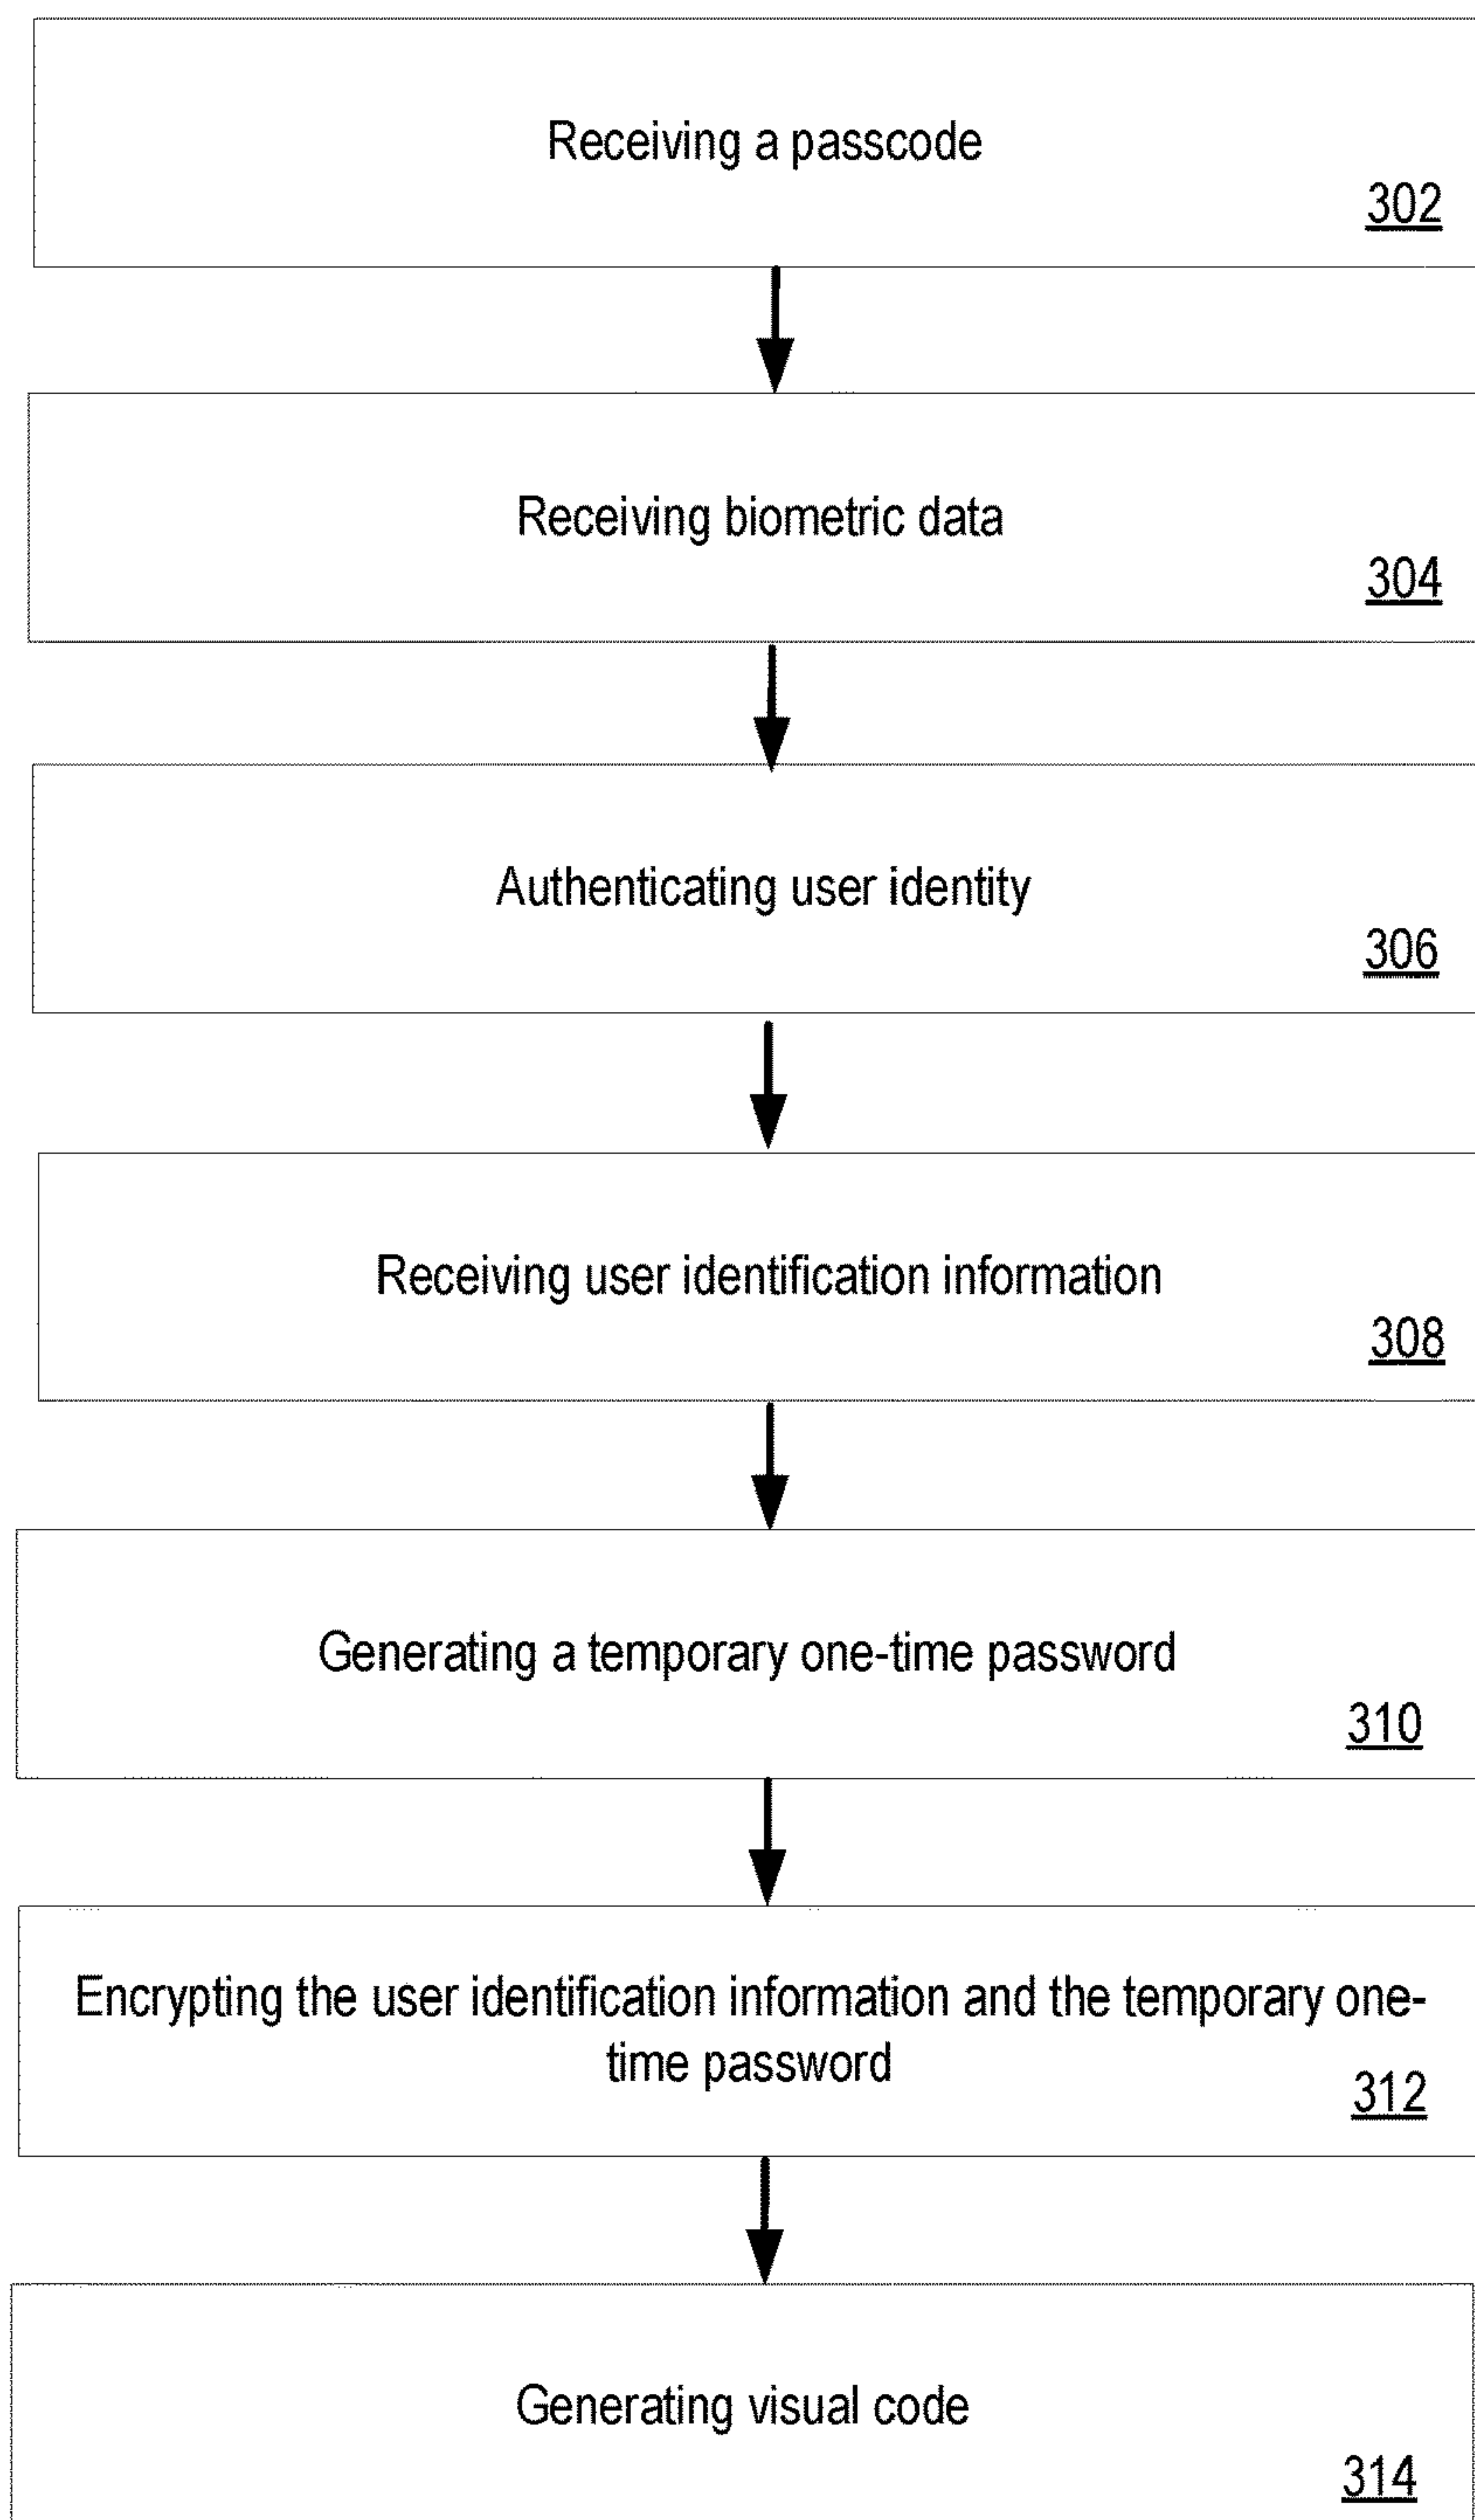 Receiving a passcode
302
Receiving biometric data
304
Authenticating user identity
306
Receiving user identification information
308
Generating a temporary one-time password
310
Encrypting the user identification information and the temporary one-
time password
312
Generating visual code
314